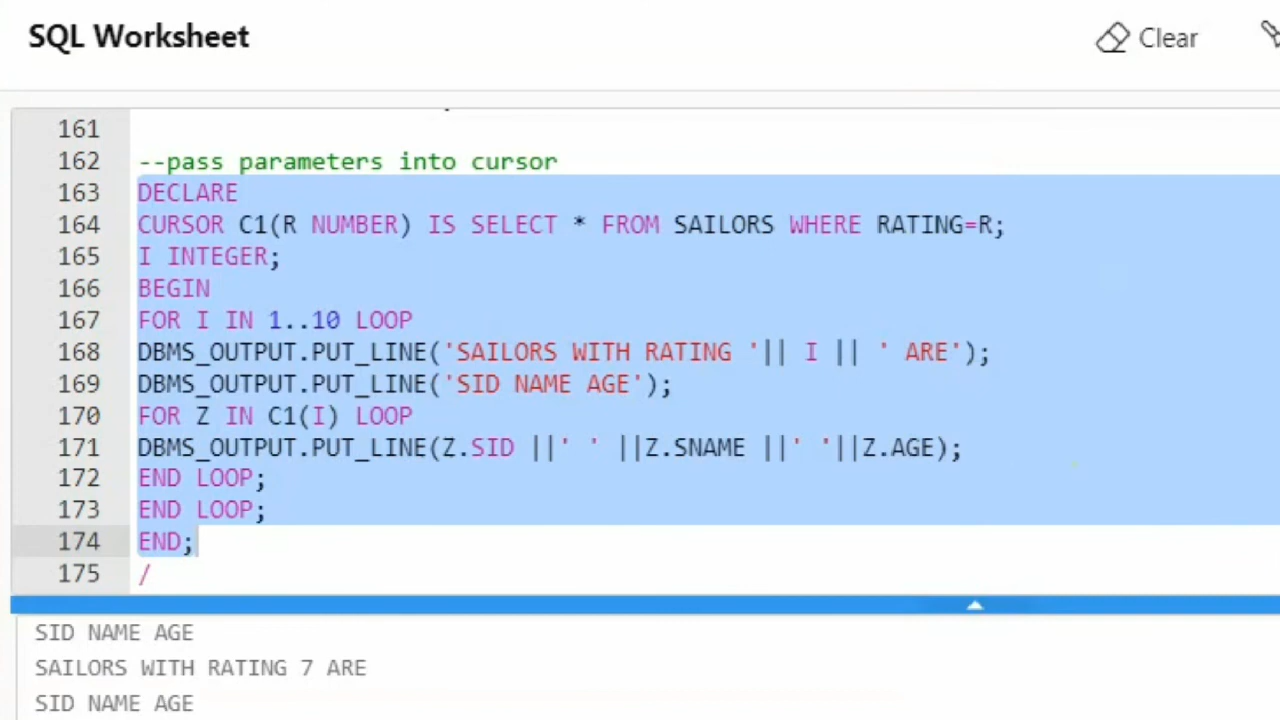 SQL Worksheet
Clear
161
162 --pass parameters into cursor
163 DECLARE
164 CURSOR C1(R NUMBER) IS SELECT * FROM SAILORS WHERE RATING=R;
165 I INTEGER;
166 BEGIN
167 FOR I IN 1..10 LOOP
168 DBMS_OUTPUT.PUT_LINE('SAILORS WITH RATING '|| I || ' ARE');
169 DBMS_OUTPUT.PUT_LINE('SID NAME AGE');
170 FOR Z IN C1(I) LOOP
171 DBMS_OUTPUT.PUT_LINE(Z.SID ||' ' ||Z.SNAME ||' '||Z.AGE);
172 END LOOP;
173 END LOOP;
174 END;
175 /
SID NAME AGE
SAILORS WITH RATING 7 ARE
SID NAME AGE